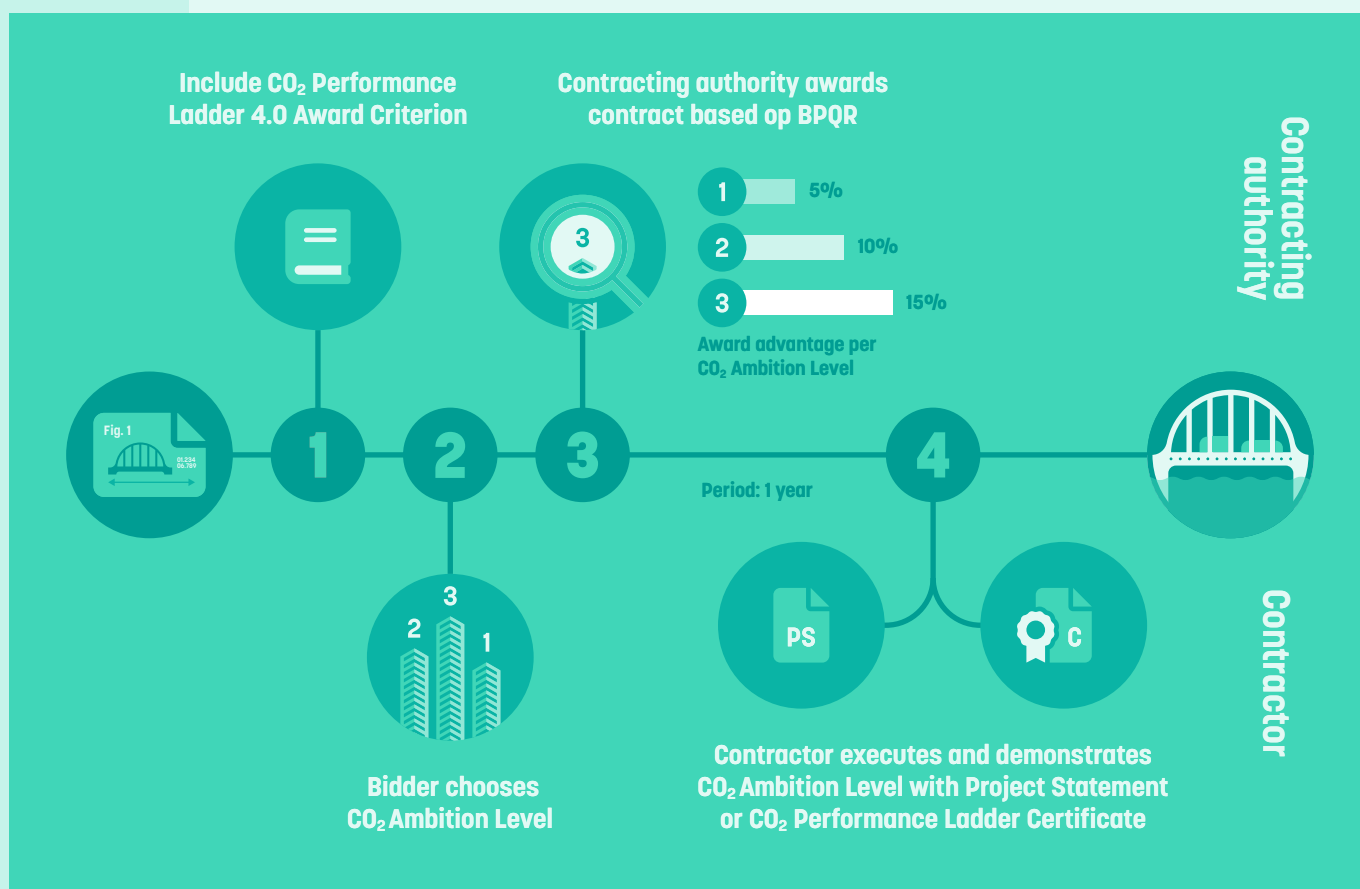 Include CO₂ Performance
Ladder 4.0 Award Criterion
Contracting authority awards
contract based op BPQR
Contracting
authority
3
1
5%
2
10%
3
15%
Award advantage per
CO₂ Ambition Level
Fig. 1
01.234
06.789
1
2
3
4
Period: 1 year
3
2
1
PS
C
Contractor
Bidder chooses
CO₂ Ambition Level
Contractor executes and demonstrates
CO₂ Ambition Level with Project Statement
or CO₂ Performance Ladder Certificate